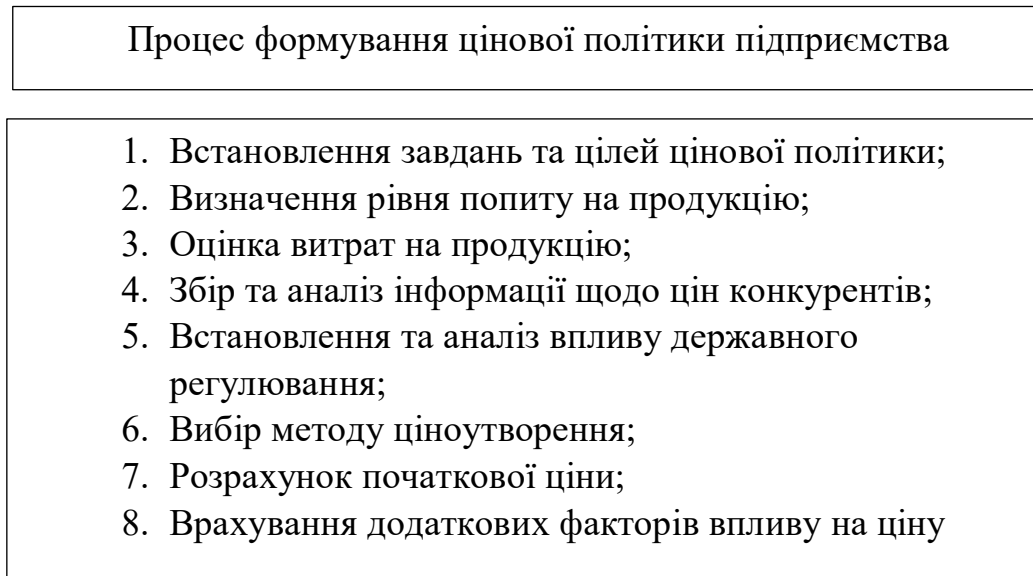 Процес формування цінової політики підприємства
1. Встановлення завдань та цілей цінової політики;
2. Визначення рівня попиту на продукцію;
3. Оцінка витрат на продукцію;
4. Збір та аналіз інформації щодо цін конкурентів;
5. Встановлення та аналіз впливу державного
регулювання;
6. Вибір методу ціноутворення;
7. Розрахунок початкової ціни;
8. Врахування додаткових факторів впливу на ціну